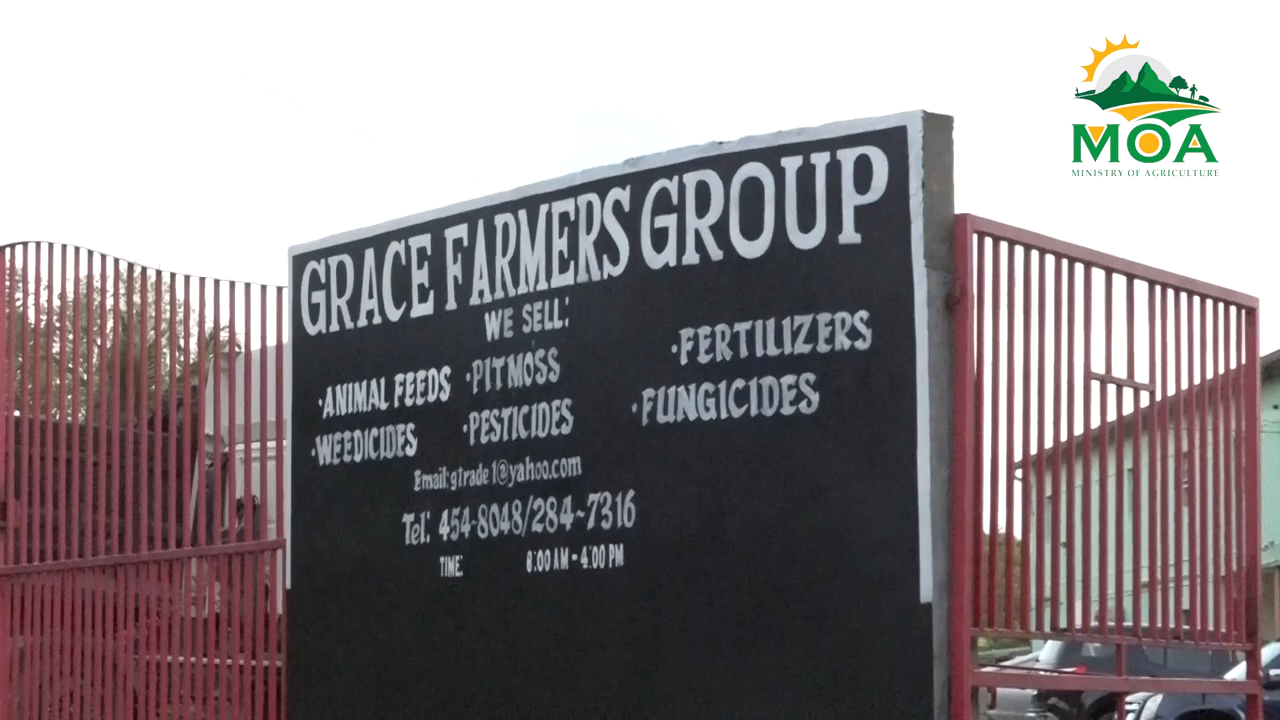 MOA
MINISTRY OF AGRICULTURE
GRACE FARMERS GROUP
WE SELL:
·ANIMAL FEEDS ·PITMOSS ·FERTILIZERS
·WEEDICIDES ·PESTICIDES ·FUNGICIDES
Email:gtrade1@yahoo.com
Tel: 454-8048/284~7316
TIME: 8:00 AM - 4:00 PM